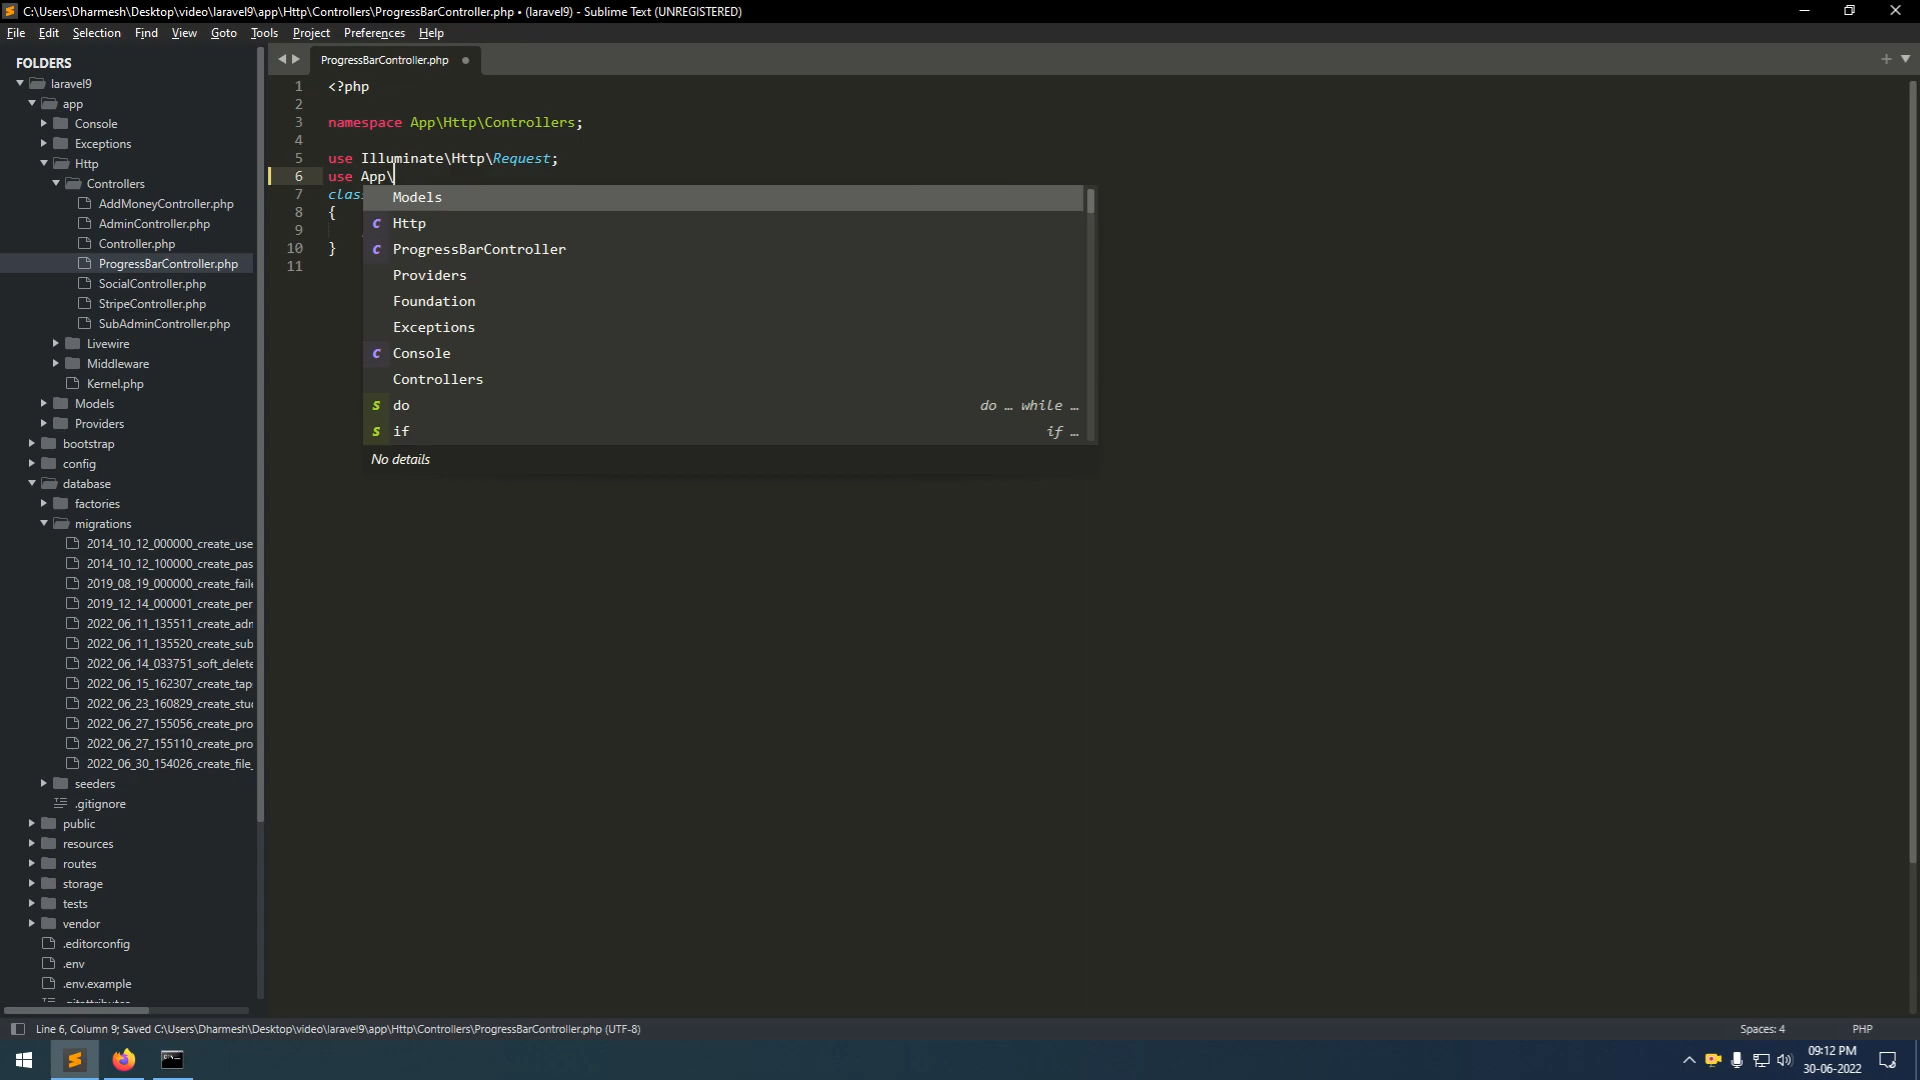 C:\Users\Dharmesh\Desktop\video\laravel9\app\Http\Controllers\ProgressBarController.php • (laravel9) - Sublime Text (UNREGISTERED)
File Edit Selection Find View Goto Tools Project Preferences Help
FOLDERS
laravel9
app
Console
Exceptions
Http
Controllers
AddMoneyController.php
AdminController.php
Controller.php
ProgressBarController.php
SocialController.php
StripeController.php
SubAdminController.php
Livewire
Middleware
Kernel.php
Models
Providers
bootstrap
config
database
factories
migrations
2014_10_12_000000_create_use
2014_10_12_100000_create_pas
2019_08_19_000000_create_faile
2019_12_14_000001_create_per
2022_06_11_135511_create_adn
2022_06_11_135520_create_sub
2022_06_14_033751_soft_delete
2022_06_15_162307_create_tap
2022_06_23_160829_create_stu
2022_06_27_155056_create_pro
2022_06_27_155110_create_pro
2022_06_30_154026_create_file_
seeders
.gitignore
public
resources
routes
storage
tests
vendor
.editorconfig
.env
.env.example
.gitattributes
ProgressBarController.php
1 <?php
2
3 namespace App\Http\Controllers;
4
5 use Illuminate\Http\Request;
6 use App\
7 clas
8 {
9
10 }
11
Models
c Http
c ProgressBarController
Providers
Foundation
Exceptions
c Console
Controllers
s do do … while …
s if if …
No details
Line 6, Column 9; Saved C:\Users\Dharmesh\Desktop\video\laravel9\app\Http\Controllers\ProgressBarController.php (UTF-8)
Spaces: 4 PHP
09:12 PM
30-06-2022